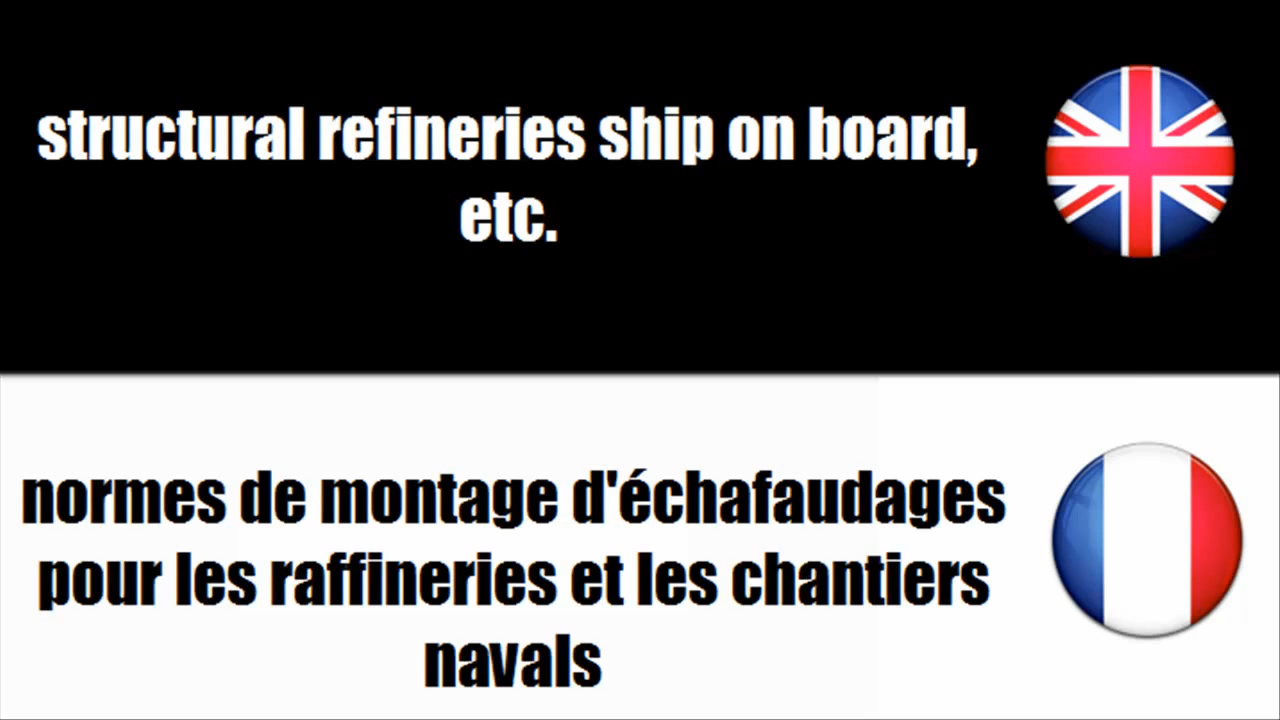 structural refineries ship on board,
etc.
normes de montage d'échafaudages
pour les raffineries et les chantiers
navals